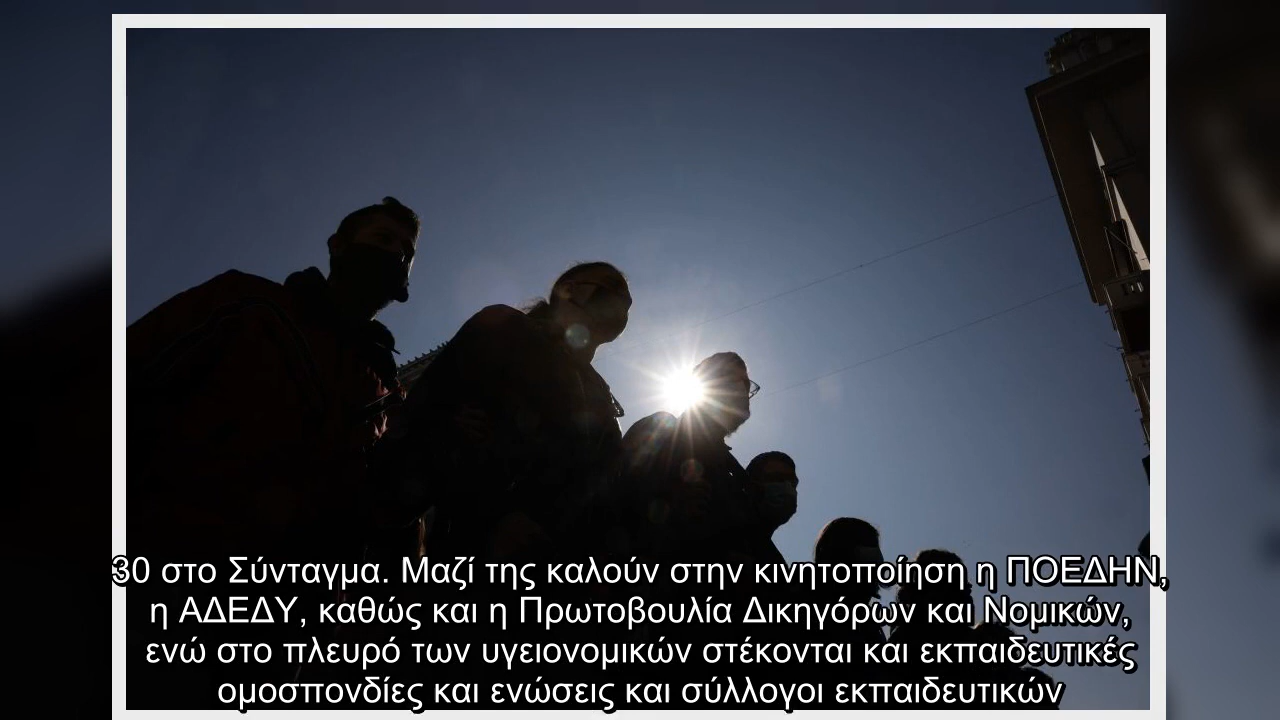 30 στο Σύνταγμα. Μαζί της καλούν στην κινητοποίηση η ΠΟΕΔΗΝ,
η ΑΔΕΔΥ, καθώς και η Πρωτοβουλία Δικηγόρων και Νομικών,
ενώ στο πλευρό των υγειονομικών στέκονται και εκπαιδευτικές
ομοσπονδίες και ενώσεις και σύλλογοι εκπαιδευτικών